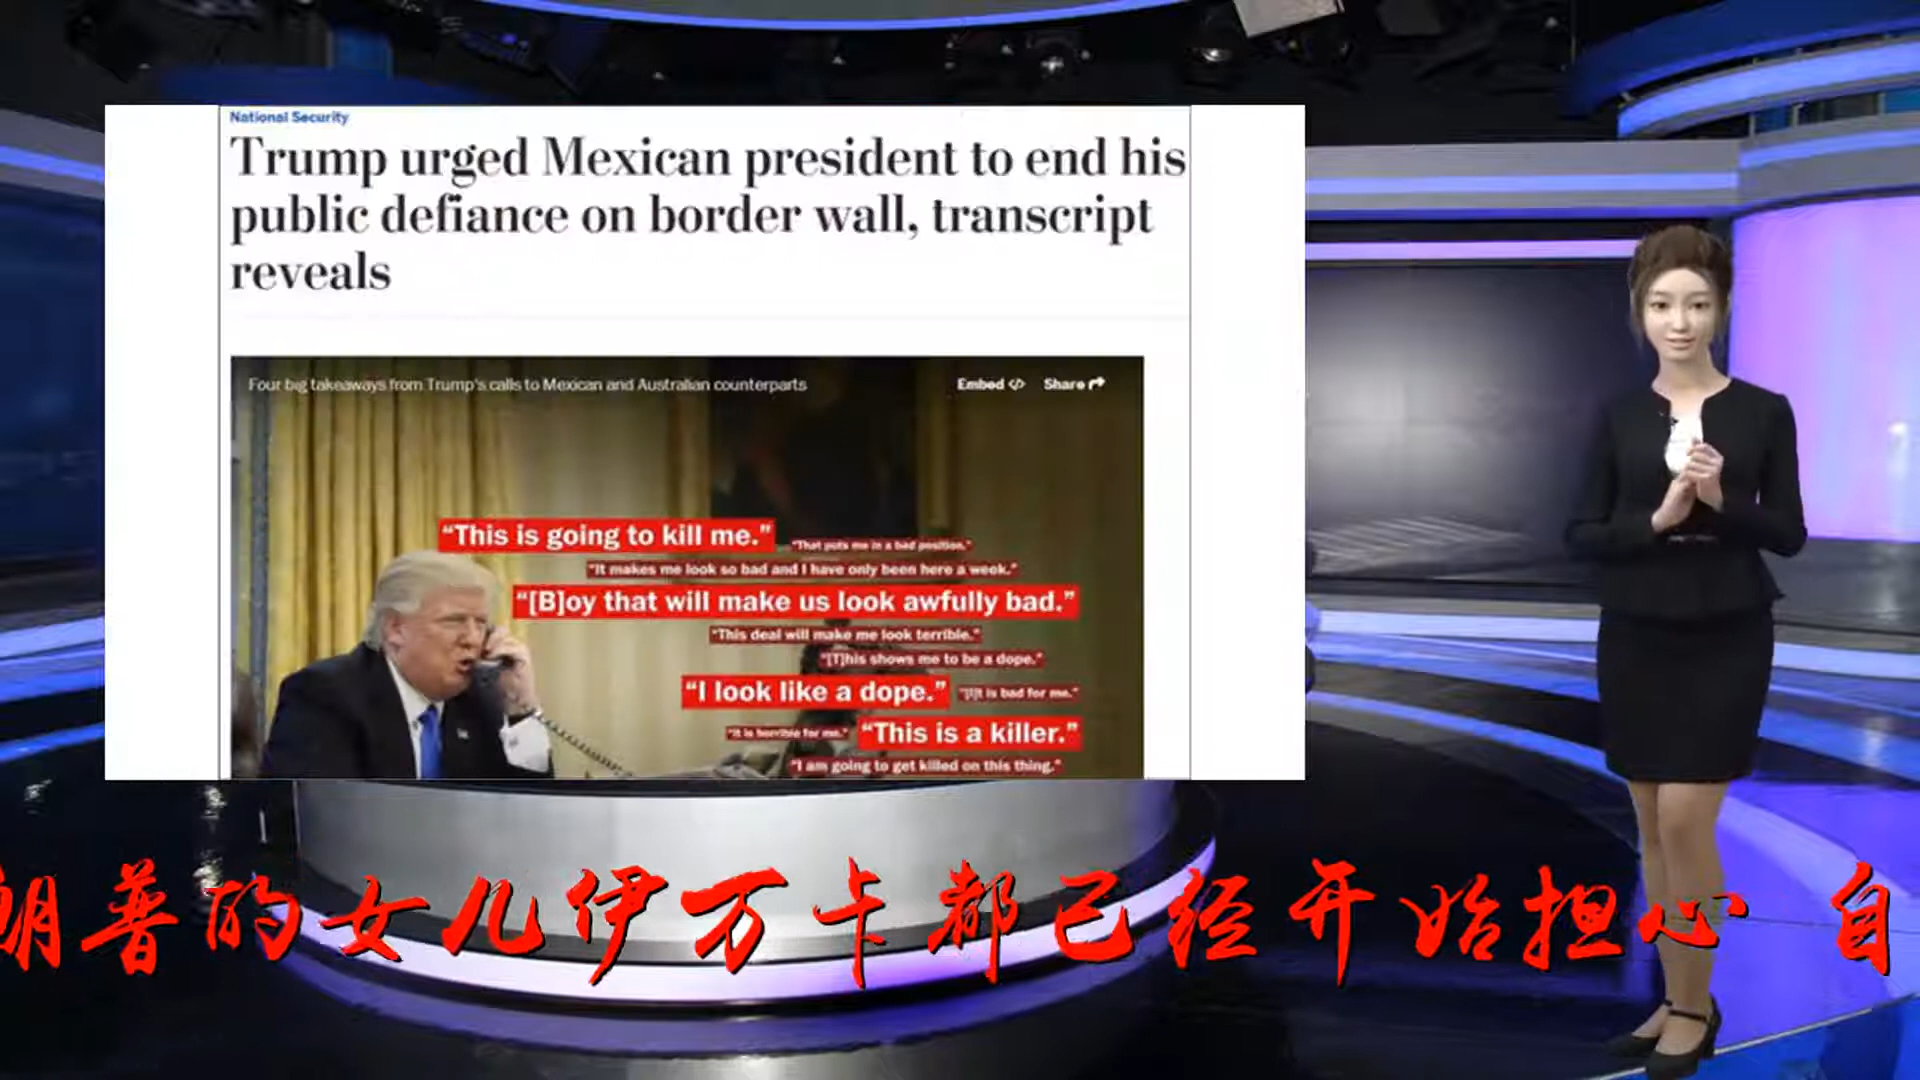 National Security
Trump urged Mexican president to end his
public defiance on border wall, transcript
reveals
Four big takeaways from Trump's calls to Mexican and Australian counterparts
Embed Share
“This is going to kill me.”
“That puts me in a bad position.”
“It makes me look so bad and I have only been here a week.”
“[B]oy that will make us look awfully bad.”
“This deal will make me look terrible.”
“[T]his shows me to be a dope.”
“I look like a dope.” “[I]t is bad for me.”
“It is horrible for me.” “This is a killer.”
“I am going to get killed on this thing.”
朗普的女儿伊万卡都已经开始担心 自